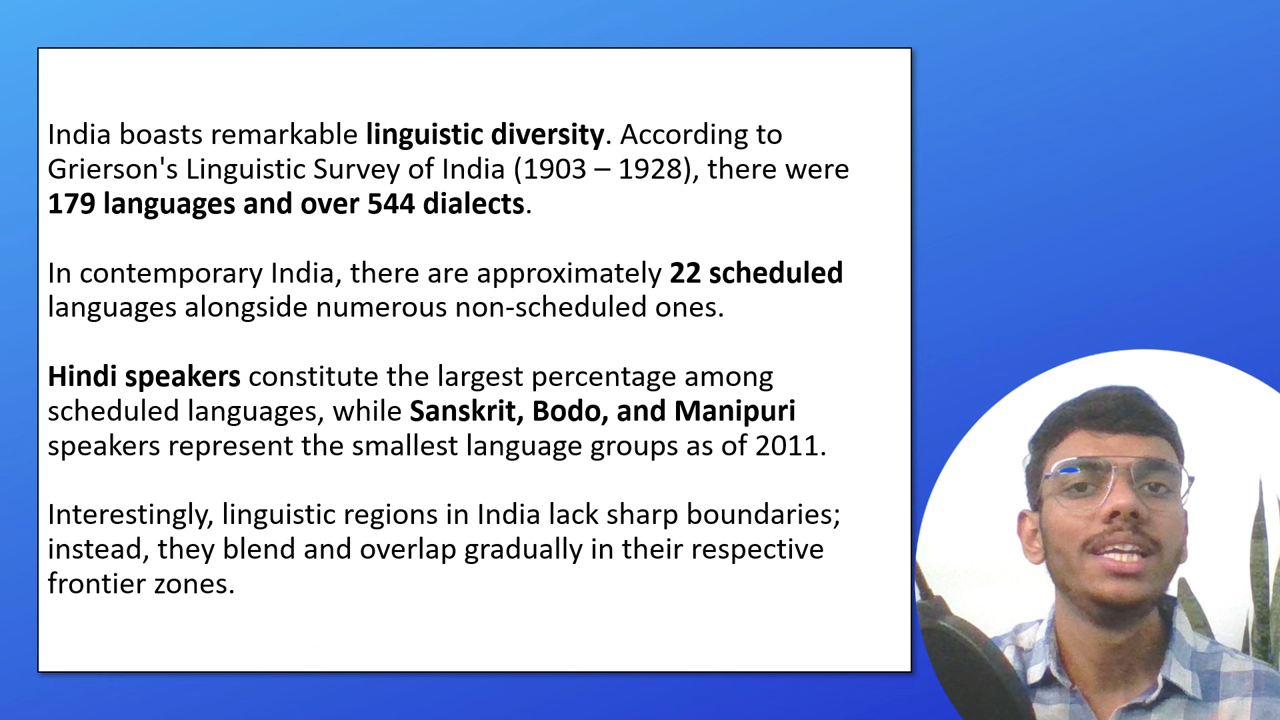 India boasts remarkable linguistic diversity. According to
Grierson's Linguistic Survey of India (1903 – 1928), there were
179 languages and over 544 dialects.
In contemporary India, there are approximately 22 scheduled
languages alongside numerous non-scheduled ones.
Hindi speakers constitute the largest percentage among
scheduled languages, while Sanskrit, Bodo, and Manipuri
speakers represent the smallest language groups as of 2011.
Interestingly, linguistic regions in India lack sharp boundaries;
instead, they blend and overlap gradually in their respective
frontier zones.